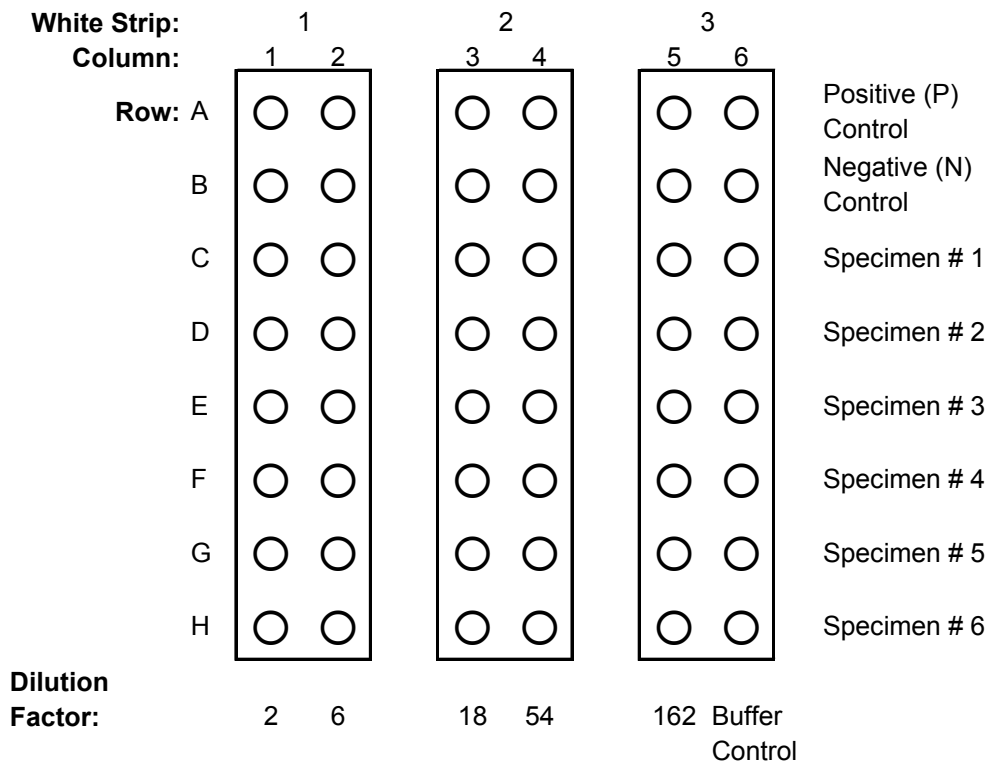 White Strip: 1 2 3
Column: 1 2 3 4 5 6
Row: A Positive (P)
Control
B Negative (N)
Control
C Specimen # 1
D Specimen # 2
E Specimen # 3
F Specimen # 4
G Specimen # 5
H Specimen # 6
Dilution
Factor: 2 6 18 54 162 Buffer
Control